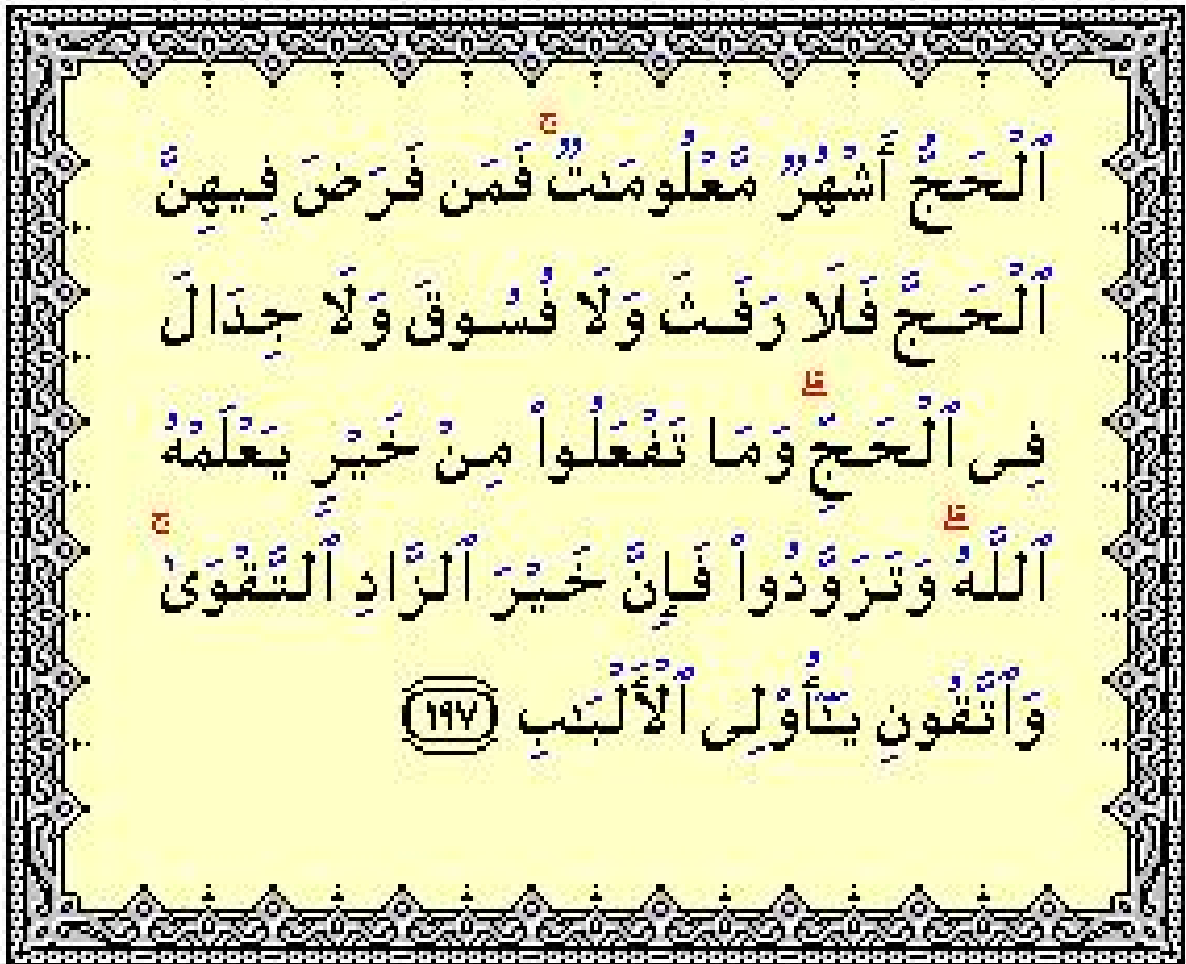 ٱلْحَجُّ أَشْهُرٌ مَّعْلُومَـٰتٌ ۚ فَمَن فَرَضَ فِيهِنَّ
ٱلْحَجَّ فَلَا رَفَثَ وَلَا فُسُوقَ وَلَا جِدَالَ
فِى ٱلْحَجِّ ۗ وَمَا تَفْعَلُوا۟ مِنْ خَيْرٍ يَعْلَمْهُ
ٱللَّهُ ۗ وَتَزَوَّدُوا۟ فَإِنَّ خَيْرَ ٱلزَّادِ ٱلتَّقْوَىٰ ۚ
وَٱتَّقُونِ يَـٰٓأُو۟لِى ٱلْأَلْبَـٰبِ ١٩٧